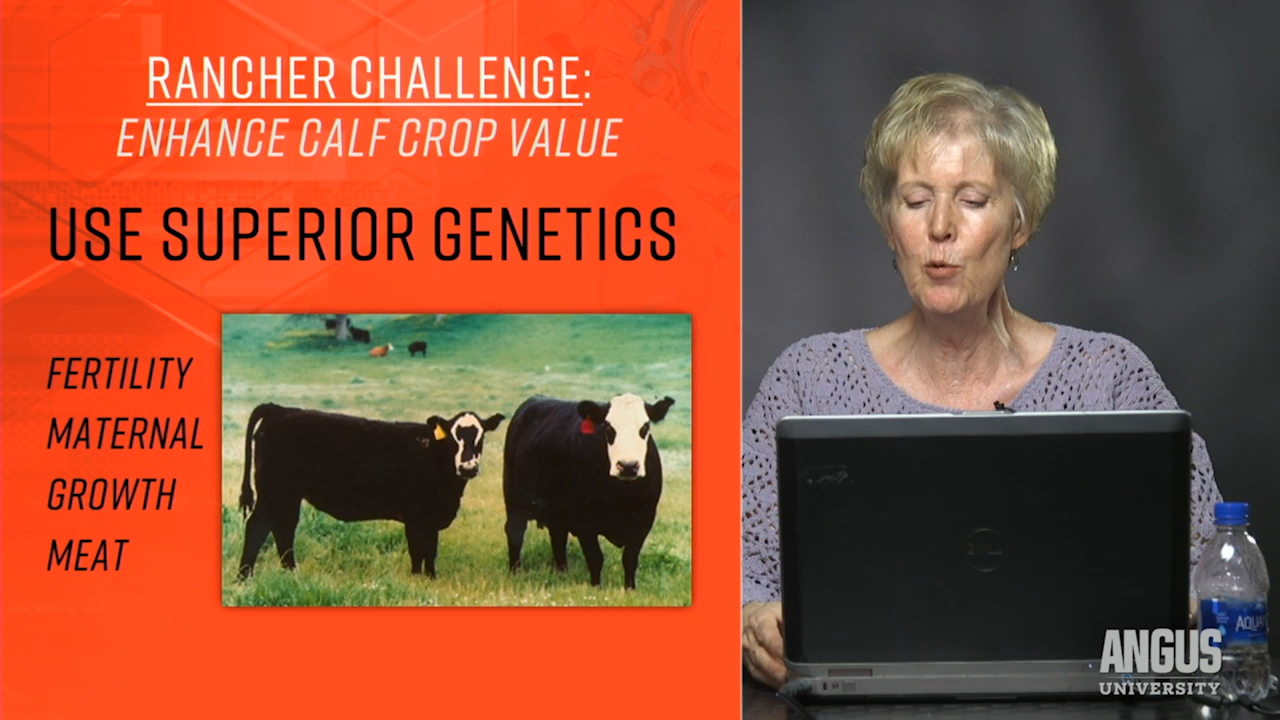 RANCHER CHALLENGE:
ENHANCE CALF CROP VALUE
USE SUPERIOR GENETICS
FERTILITY
MATERNAL
GROWTH
MEAT
ANGUS
UNIVERSITY